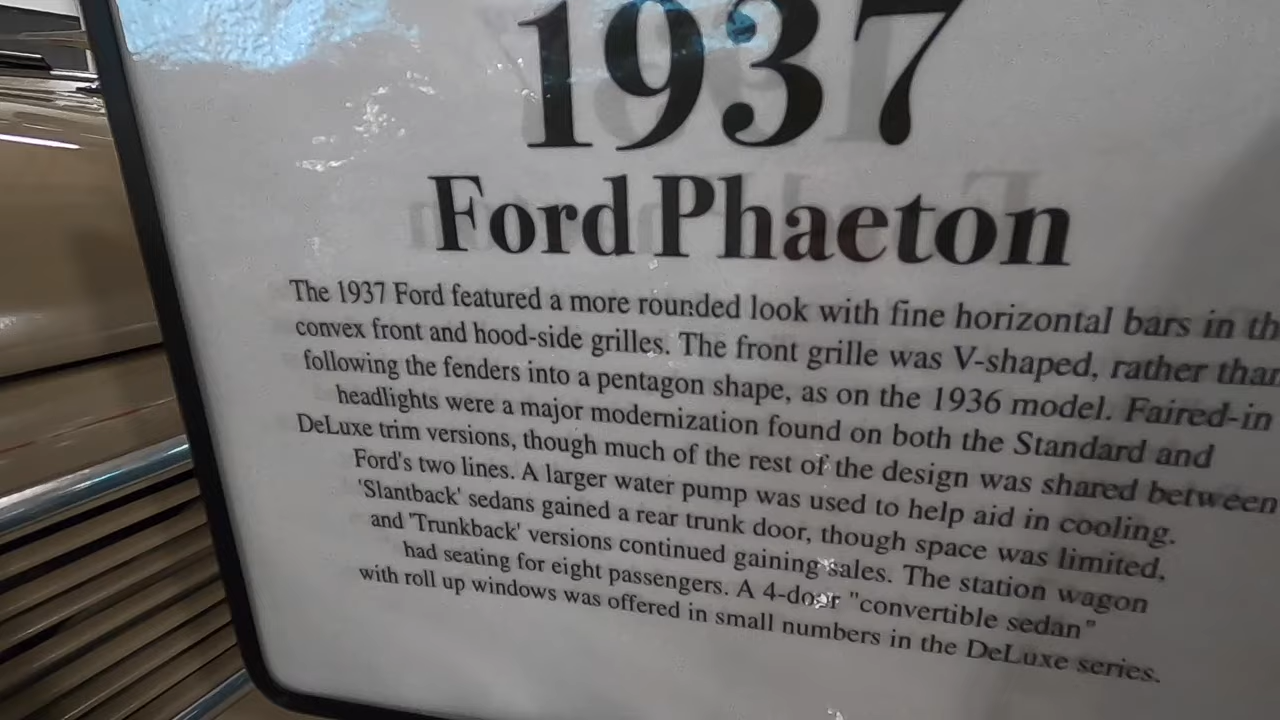 1937
Ford Phaeton
The 1937 Ford featured a more rounded look with fine horizontal bars in th
convex front and hood-side grilles. The front grille was V-shaped, rather than
following the fenders into a pentagon shape, as on the 1936 model. Faired-in
headlights were a major modernization found on both the Standard and
DeLuxe trim versions, though much of the rest of the design was shared between
Ford's two lines. A larger water pump was used to help aid in cooling.
'Slantback' sedans gained a rear trunk door, though space was limited,
and 'Trunkback' versions continued gaining sales. The station wagon
had seating for eight passengers. A 4-door "convertible sedan"
with roll up windows was offered in small numbers in the DeLuxe series.